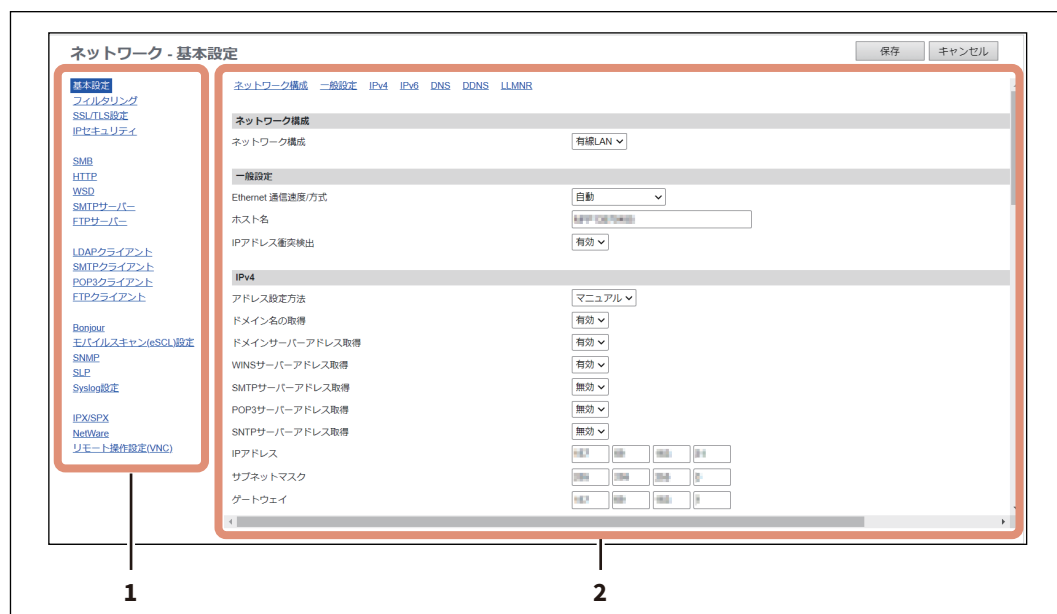 ネットワーク - 基本設定
保存 キャンセル
基本設定
フィルタリング
SSL/TLS設定
IPセキュリティ
SMB
HTTP
WSD
SMTPサーバー
FTPサーバー
LDAPクライアント
SMTPクライアント
POP3クライアント
FTPクライアント
Bonjour
モバイルスキャン(eSCL)設定
SNMP
SLP
Syslog設定
IPX/SPX
NetWare
リモート操作設定(VNC)
ネットワーク構成 一般設定 IPv4 IPv6 DNS DDNS LLMNR
ネットワーク構成
ネットワーク構成 有線LAN
一般設定
Ethernet 通信速度/方式 自動
ホスト名
IPアドレス衝突検出 有効
IPv4
アドレス設定方法 マニュアル
ドメイン名の取得 有効
ドメインサーバーアドレス取得 有効
WINSサーバーアドレス取得 有効
SMTPサーバーアドレス取得 無効
POP3サーバーアドレス取得 無効
SNTPサーバーアドレス取得 無効
IPアドレス
サブネットマスク
ゲートウェイ
1 2